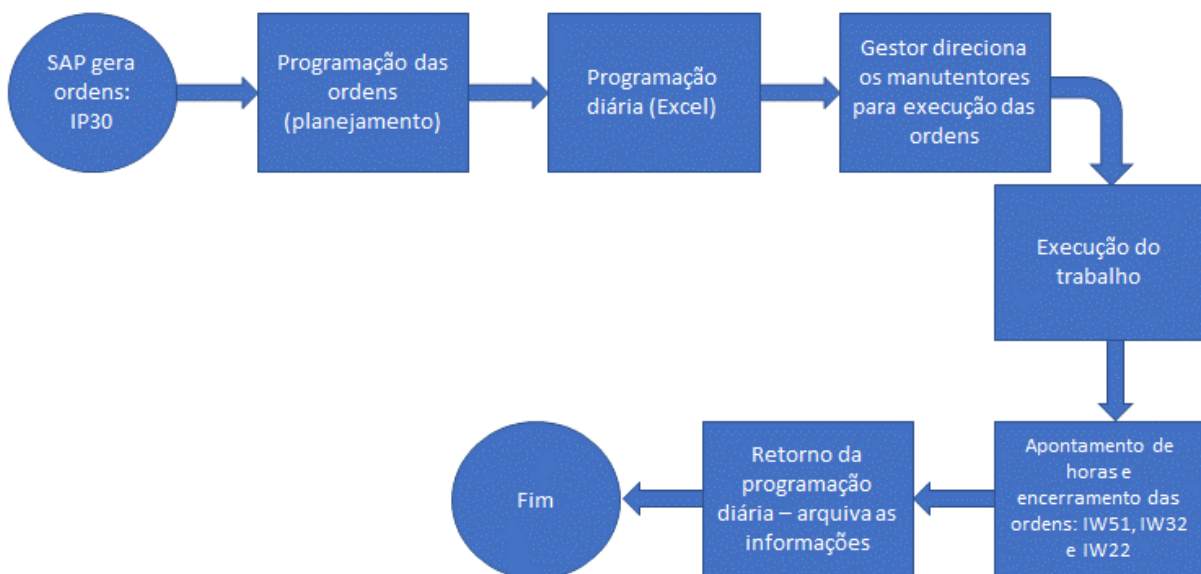 SAP gera
ordens:
IP30
Programação das
ordens
(planejamento)
Programação
diária (Excel)
Gestor direciona
os manutentores
para execução das
ordens
Execução do
trabalho
Apontamento de
horas e
encerramento das
ordens: IW51, IW32
e IW22
Retorno da
programação
diária – arquiva as
informações
Fim